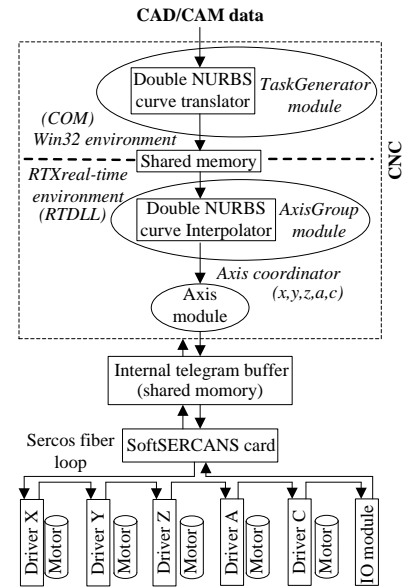 CAD/CAM data
Double NURBS
curve translator
TaskGenerator
module
(COM)
Win32 environment
Shared memory
CNC
RTXreal-time
environment
(RTDLL)
Double NURBS
curve Interpolator
AxisGroup
module
Axis coordinator
(x,y,z,a,c)
Axis
module
Internal telegram buffer
(shared momory)
Sercos fiber
loop
SoftSERCANS card
Driver X
Motor
Driver Y
Motor
Driver Z
Motor
Driver A
Motor
Driver C
Motor
IO module